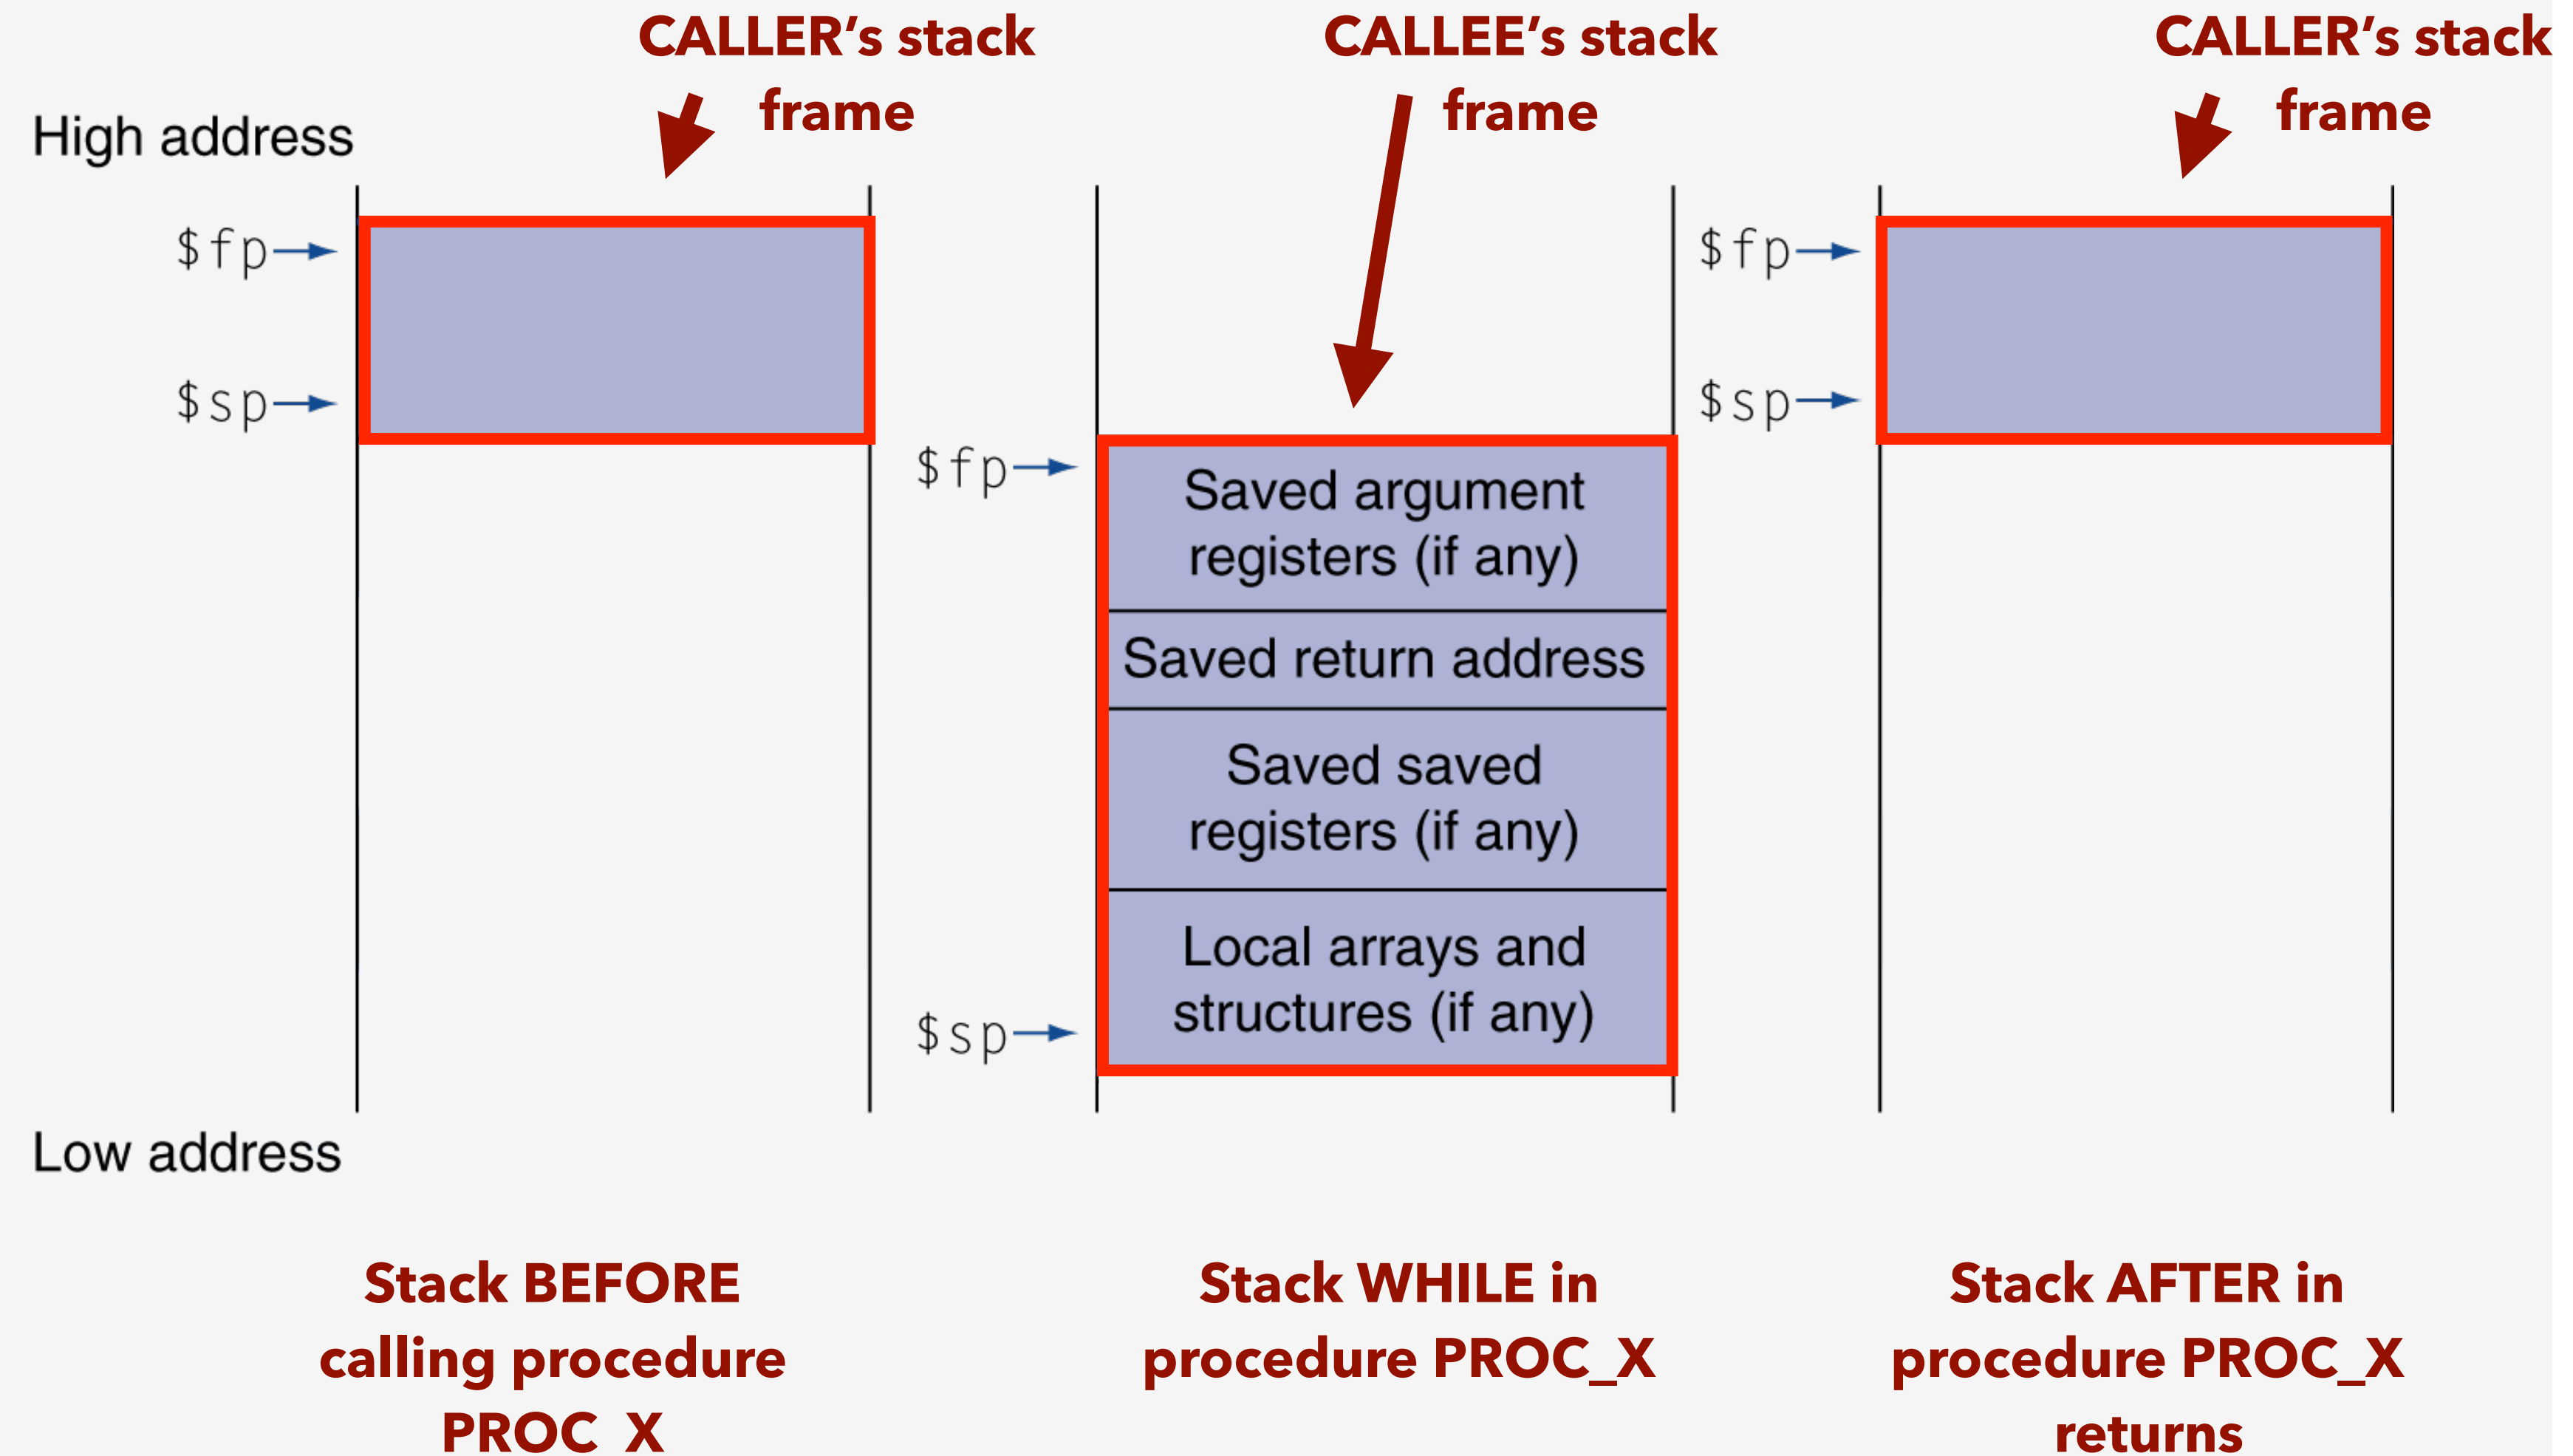 CALLER’s stack
frame
CALLEE’s stack
frame
CALLER’s stack
frame
High address
$fp
$sp
$fp
Saved argument
registers (if any)
Saved return address
Saved saved
registers (if any)
Local arrays and
structures (if any)
$sp
$fp
$sp
Low address
Stack BEFORE
calling procedure
PROC_X
Stack WHILE in
procedure PROC_X
Stack AFTER in
procedure PROC_X
returns